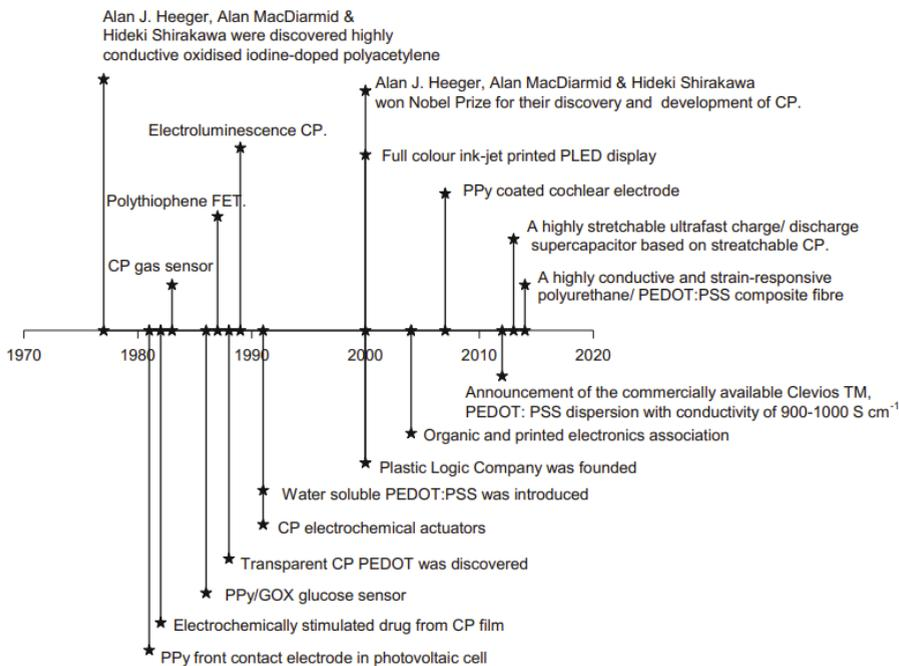 Alan J. Heeger, Alan MacDiarmid &
Hideki Shirakawa were discovered highly
conductive oxidised iodine-doped polyacetylene
Alan J. Heeger, Alan MacDiarmid & Hideki Shirakawa
won Nobel Prize for their discovery and development of CP.
Electroluminescence CP.
Full colour ink-jet printed PLED display
PPy coated cochlear electrode
Polythiophene FET.
A highly stretchable ultrafast charge/ discharge
supercapacitor based on streatchable CP.
CP gas sensor
A highly conductive and strain-responsive
polyurethane/ PEDOT:PSS composite fibre
1970 1980 1990 2000 2010 2020
Announcement of the commercially available Clevios TM,
PEDOT: PSS dispersion with conductivity of 900-1000 S cm⁻¹
Organic and printed electronics association
Plastic Logic Company was founded
Water soluble PEDOT:PSS was introduced
CP electrochemical actuators
Transparent CP PEDOT was discovered
PPy/GOX glucose sensor
Electrochemically stimulated drug from CP film
PPy front contact electrode in photovoltaic cell